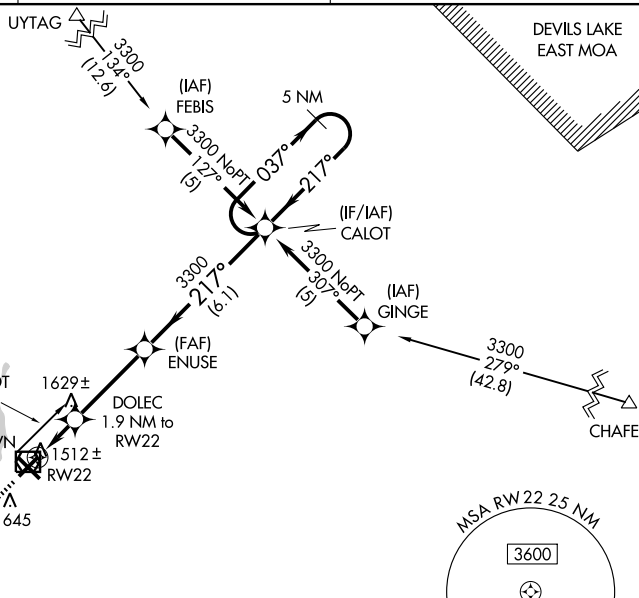 UYTAG
3300
134°
(12.6)
(IAF)
FEBIS
3300 NoPT
127°
(5)
5 NM
037°
217°
DEVILS LAKE
EAST MOA
(IF/IAF)
CALOT
3300
217°
(6.1)
3300 NoPT
307°
(5)
(IAF)
GINGE
(FAF)
ENUSE
3300
279°
(42.8)
CHAFE
1629±
DOLEC
1.9 NM to
RW22
1512±
RW22
645
MSA RW 22 25 NM
3600